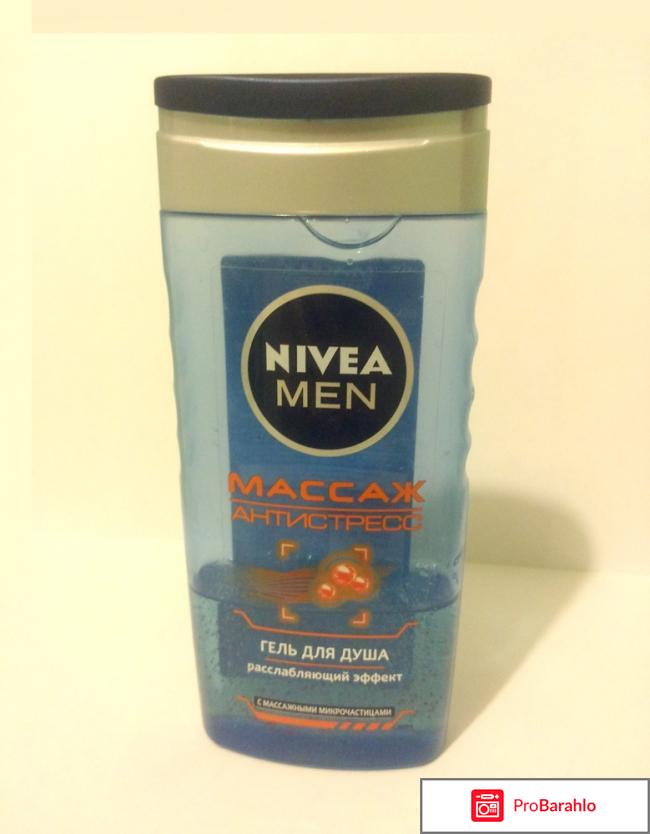 NIVEA
MEN
МАССАЖ
АНТИСТРЕСС
ГЕЛЬ ДЛЯ ДУША
расслабляющий эффект
С МАССАЖНЫМИ МИКРОЧАСТИЦАМИ
ProBarahlo